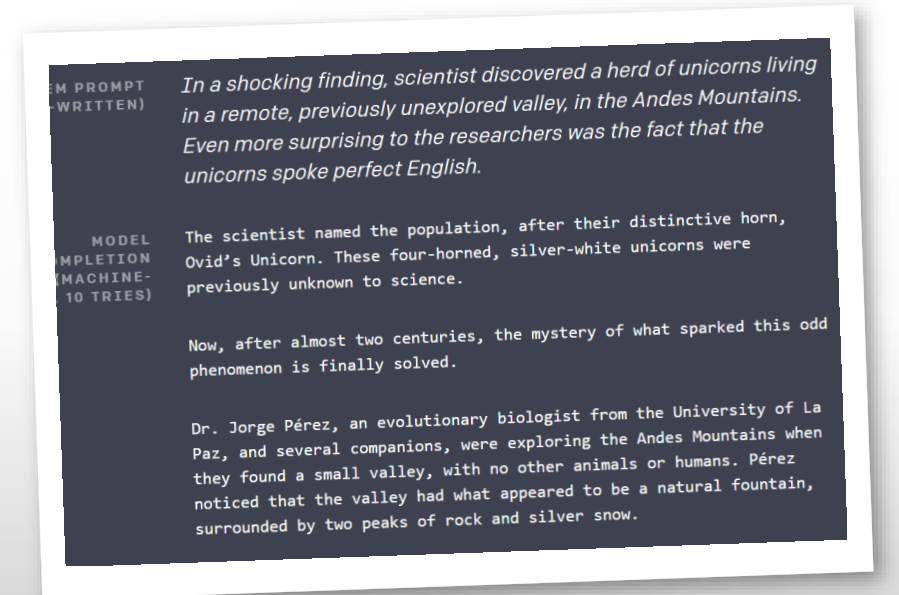 EM PROMPT
-WRITTEN)
In a shocking finding, scientist discovered a herd of unicorns living
in a remote, previously unexplored valley, in the Andes Mountains.
Even more surprising to the researchers was the fact that the
unicorns spoke perfect English.
MODEL
OMPLETION
(MACHINE-
10 TRIES)
The scientist named the population, after their distinctive horn,
Ovid's Unicorn. These four-horned, silver-white unicorns were
previously unknown to science.
Now, after almost two centuries, the mystery of what sparked this odd
phenomenon is finally solved.
Dr. Jorge Pérez, an evolutionary biologist from the University of La
Paz, and several companions, were exploring the Andes Mountains when
they found a small valley, with no other animals or humans. Pérez
noticed that the valley had what appeared to be a natural fountain,
surrounded by two peaks of rock and silver snow.